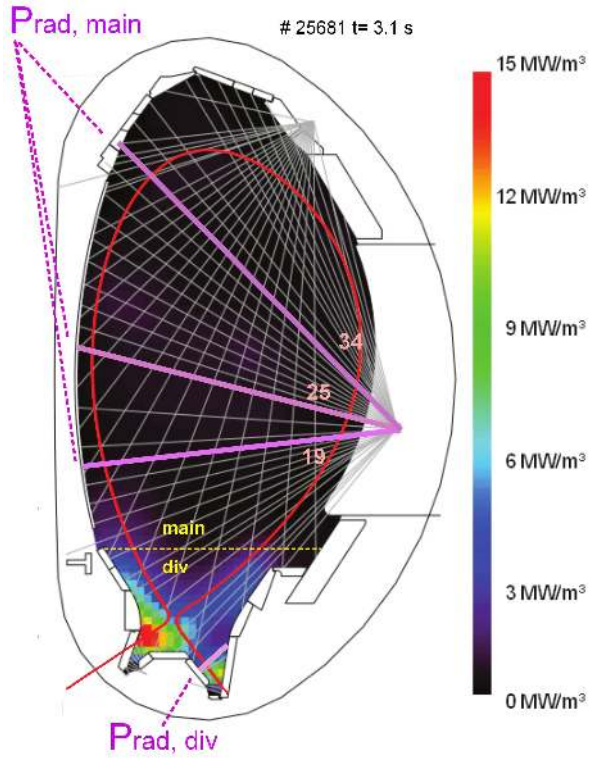 Prad, main
# 25681 t= 3.1 s
15 MW/m³
12 MW/m³
9 MW/m³
34
25
19
6 MW/m³
main
div
3 MW/m³
0 MW/m³
Prad, div